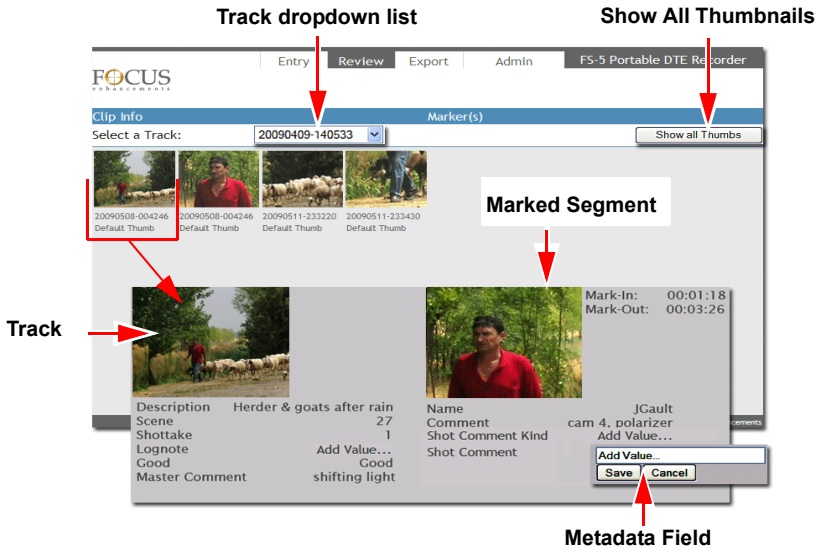 Track dropdown list
Show All Thumbnails
Entry Review Export Admin FS-5 Portable DTE Recorder
FOCUS
enhancements
Clip Info Marker(s)
Select a Track: 20090409-140533 Show all Thumbs
20090508-004246 20090508-004246 20090511-233220 20090511-233430
Default Thumb Default Thumb Default Thumb Default Thumb
Marked Segment
Mark-In: 00:01:18
Mark-Out: 00:03:26
Track
Description Herder & goats after rain
Scene 27
Shottake 1
Lognote Add Value...
Good Good
Master Comment shifting light
Name JGault
Comment cam 4, polarizer
Shot Comment Kind Add Value...
Shot Comment
Add Value...
Save Cancel
Metadata Field